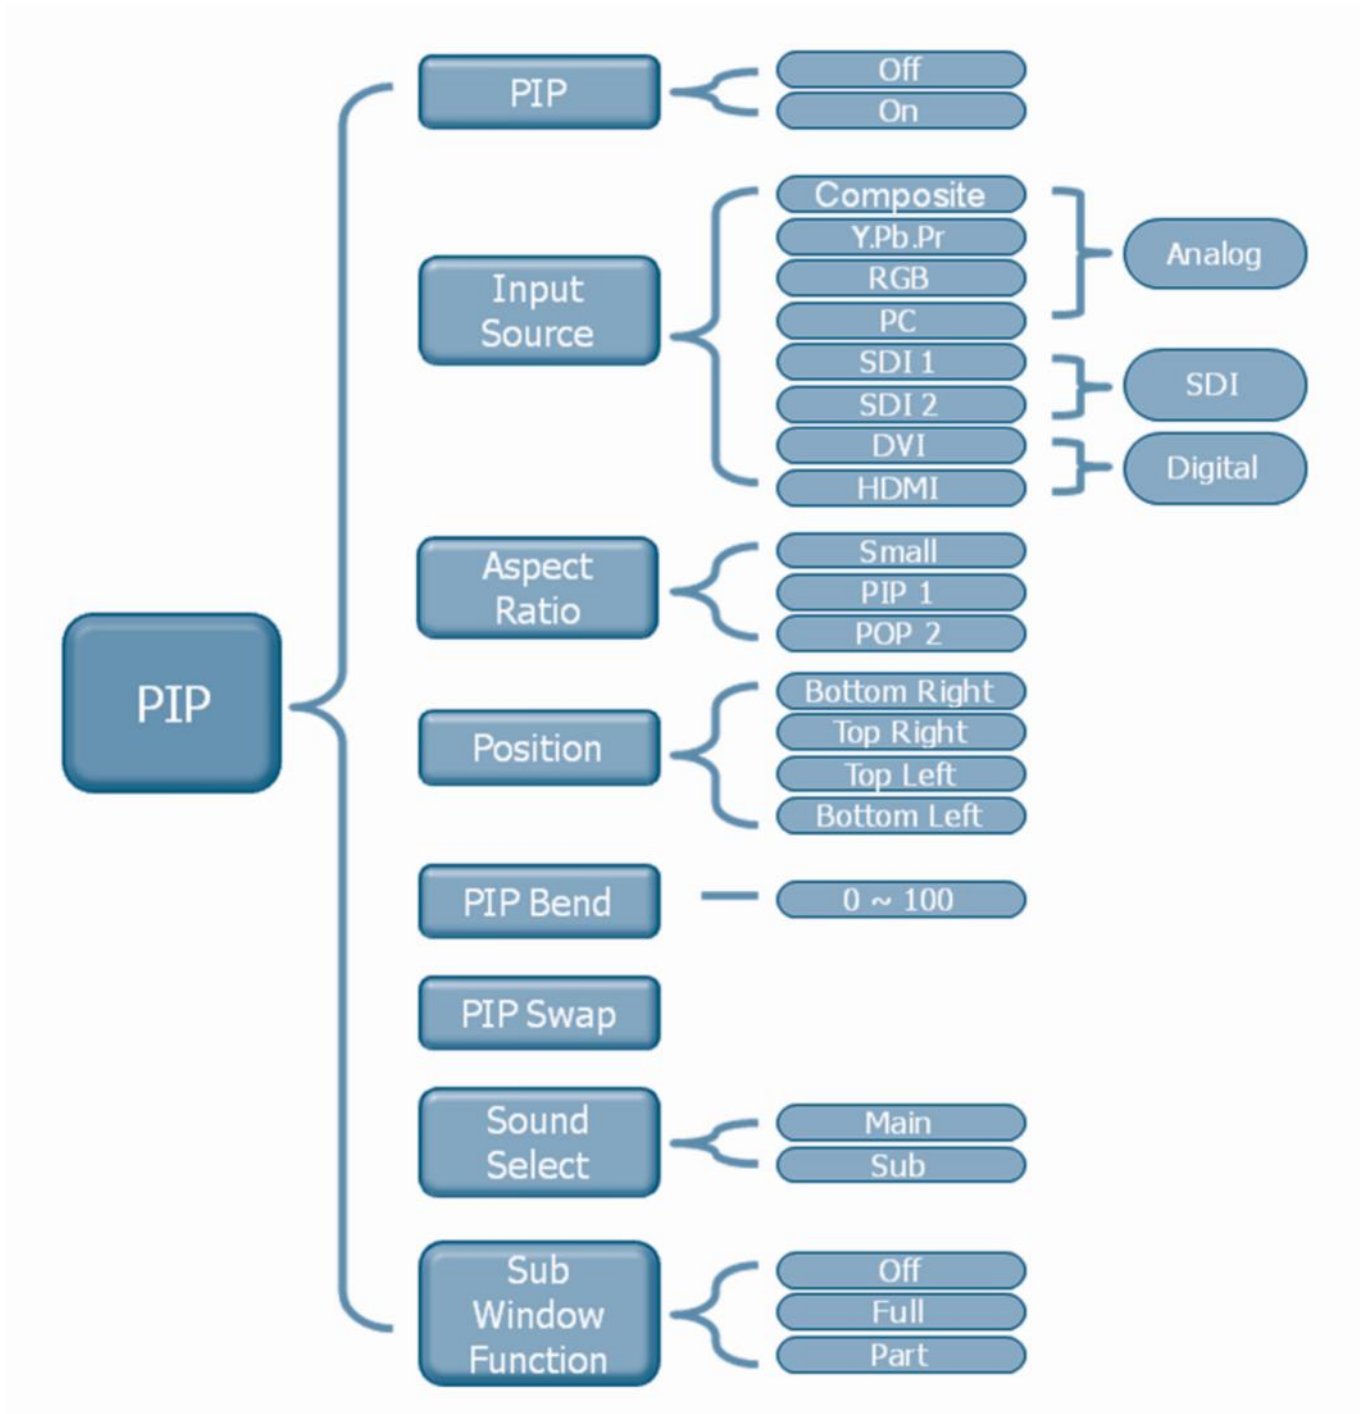 PIP
PIP
Off
On
Input
Source
Composite
Y.Pb.Pr
RGB
PC
SDI 1
SDI 2
DVI
HDMI
Analog
SDI
Digital
Aspect
Ratio
Small
PIP 1
POP 2
Position
Bottom Right
Top Right
Top Left
Bottom Left
PIP Bend
0 ~ 100
PIP Swap
Sound
Select
Main
Sub
Sub
Window
Function
Off
Full
Part